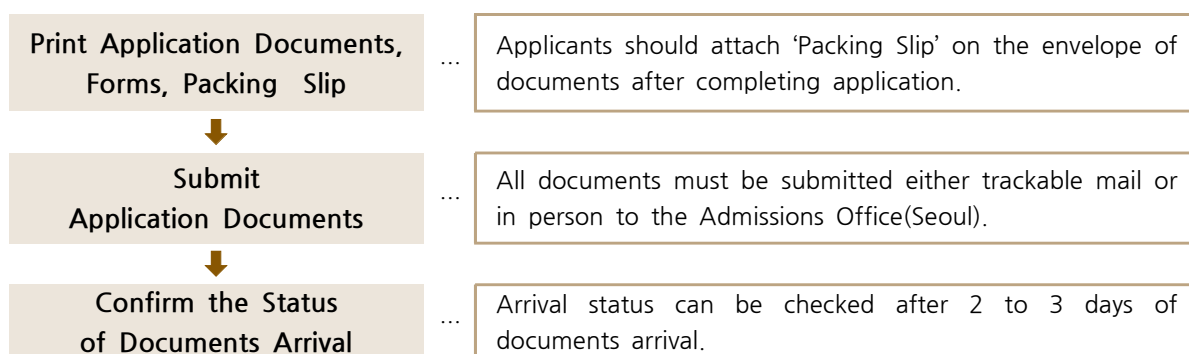 Print Application Documents,
Forms, Packing Slip
...
Applicants should attach ‘Packing Slip’ on the envelope of
documents after completing application.
Submit
Application Documents
...
All documents must be submitted either trackable mail or
in person to the Admissions Office(Seoul).
Confirm the Status
of Documents Arrival
...
Arrival status can be checked after 2 to 3 days of
documents arrival.